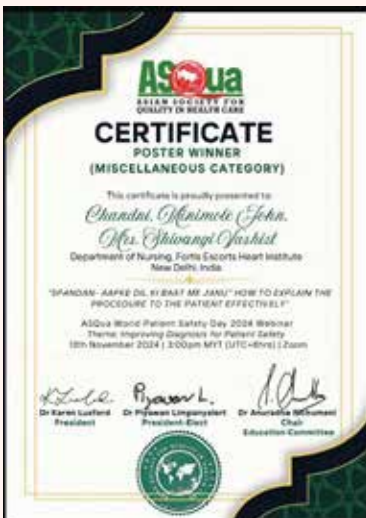 ASQua
ASIAN SOCIETY FOR
QUALITY IN HEALTH CARE
CERTIFICATE
POSTER WINNER
(MISCELLANEOUS CATEGORY)
This certificate is proudly presented to
Chandni, Minimole John,
Mrs. Shivangi Vashist
Department of Nursing, Fortis Escorts Heart Institute
New Delhi, India
"SPANDAN- AAPKE DIL KI BAAT ME JANU" HOW TO EXPLAIN THE
PROCEDURE TO THE PATIENT EFFECTIVELY"
ASQua World Patient Safety Day 2024 Webinar
Theme: Improving Diagnosis for Patient Safety
November 2024 | 3:00pm MYT (UTC+8hrs) | Zoom
Dr Karen Luxford
President
Dr Piyawan Limpanyalert
President-Elect
Dr Anuradha
Chair
Education Committee